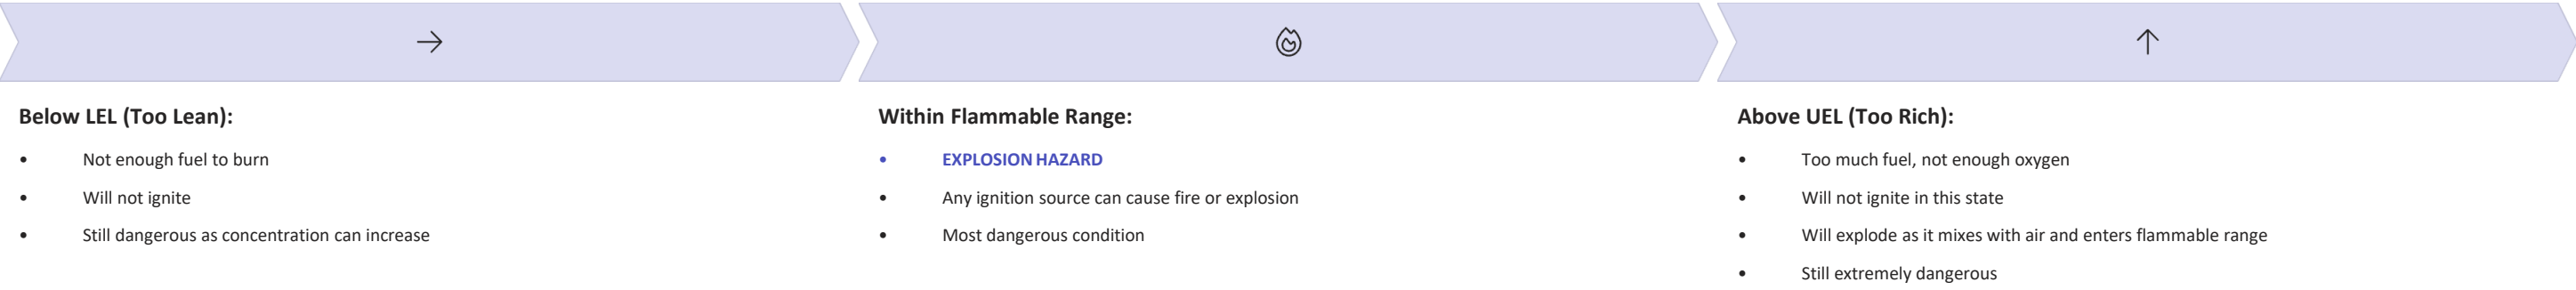 Below LEL (Too Lean):
• Not enough fuel to burn
• Will not ignite
• Still dangerous as concentration can increase
Within Flammable Range:
• EXPLOSION HAZARD
• Any ignition source can cause fire or explosion
• Most dangerous condition
Above UEL (Too Rich):
• Too much fuel, not enough oxygen
• Will not ignite in this state
• Will explode as it mixes with air and enters flammable range
• Still extremely dangerous